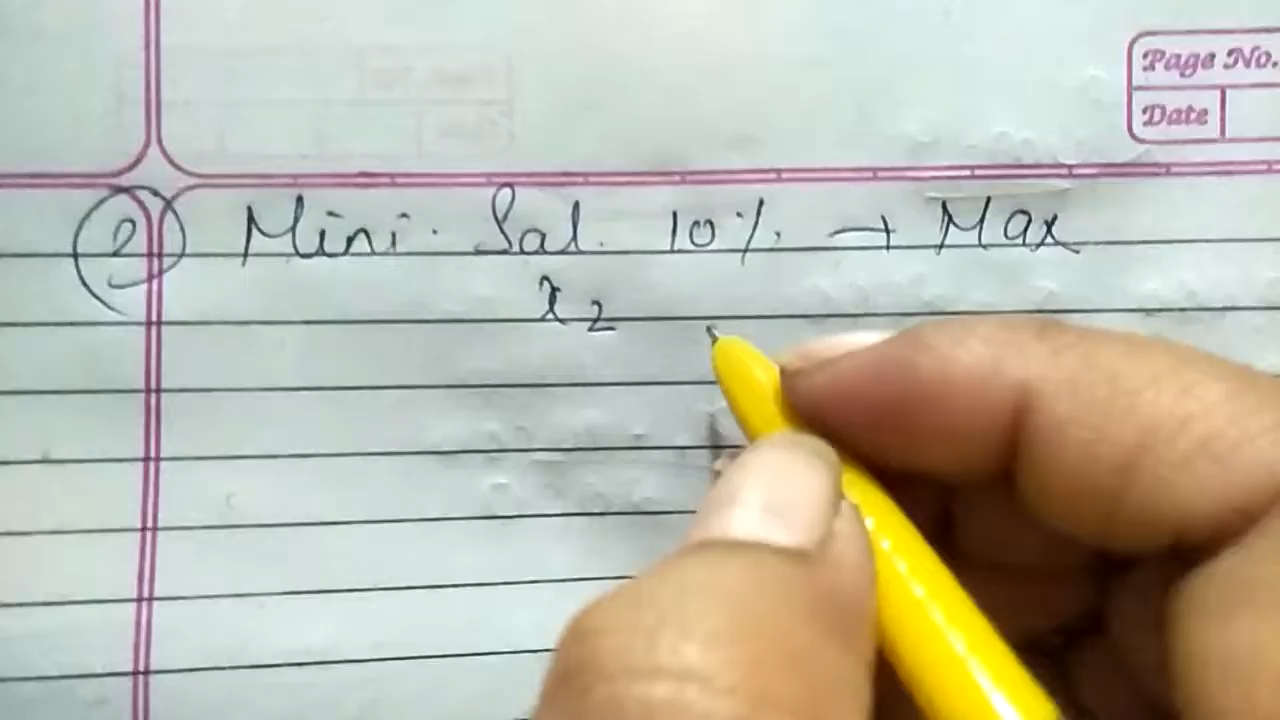 Page No.
Date
② Mini. Sal. 10% → Max
x2